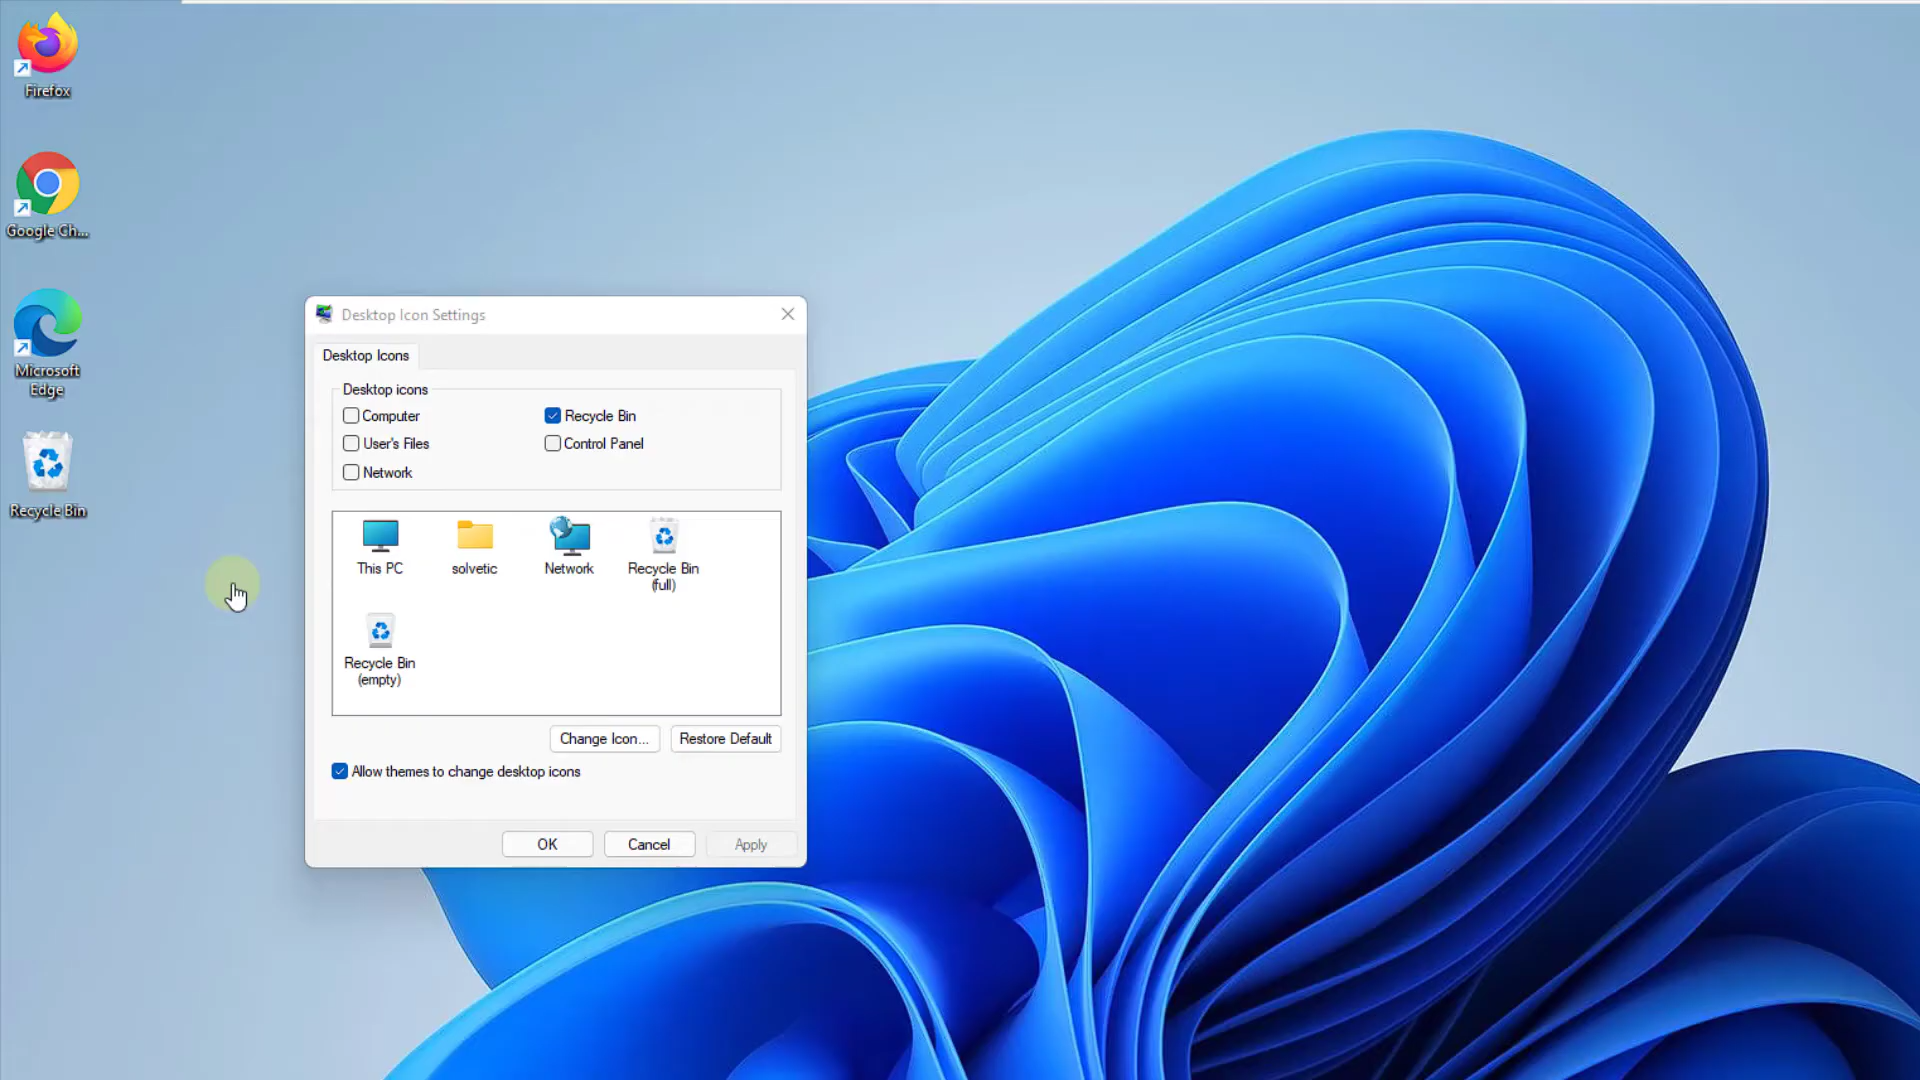 Firefox
Google Ch...
Microsoft
Edge
Recycle Bin
Desktop Icon Settings
Desktop Icons
Desktop icons
Computer
Recycle Bin
User's Files
Control Panel
Network
This PC
solvetic
Network
Recycle Bin
(full)
Recycle Bin
(empty)
Change Icon...
Restore Default
Allow themes to change desktop icons
OK
Cancel
Apply